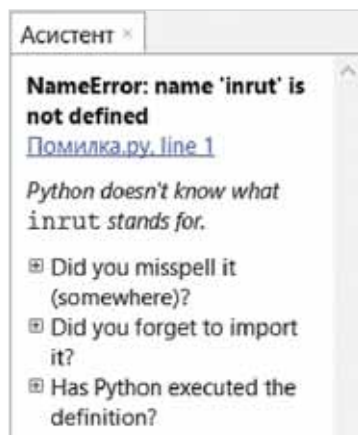 Асистент ×
NameError: name 'inrut' is
not defined
Помилка.py, line 1
Python doesn't know what
inrut stands for.
⊞ Did you misspell it
(somewhere)?
⊞ Did you forget to import
it?
⊞ Has Python executed the
definition?